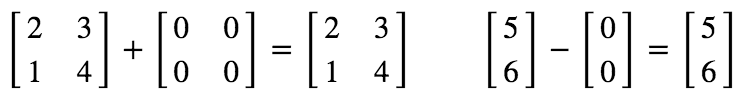 [2 3; 1 4] + [0 0; 0 0] = [2 3; 1 4]    [5; 6] − [0; 0] = [5; 6]